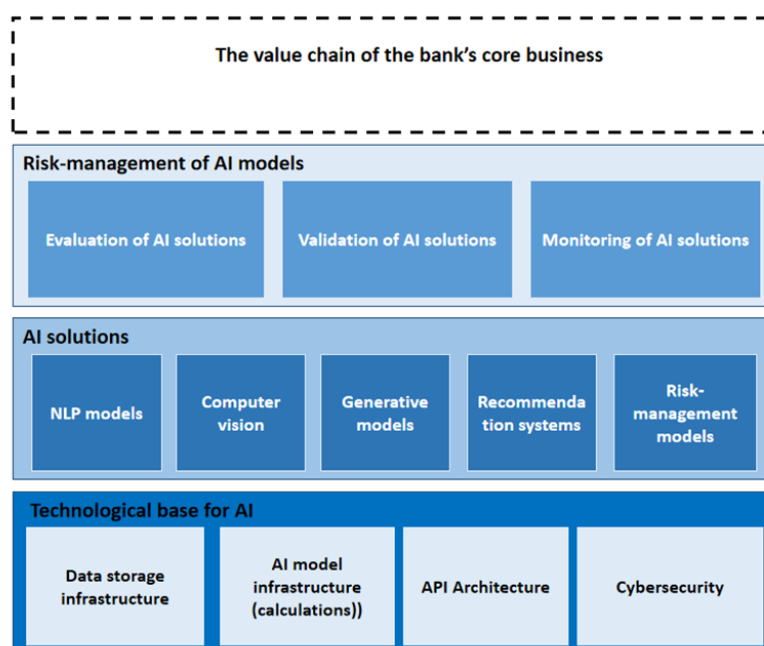 The value chain of the bank's core business
Risk-management of AI models
Evaluation of AI solutions
Validation of AI solutions
Monitoring of AI solutions
AI solutions
NLP models
Computer
vision
Generative
models
Recommenda
tion systems
Risk-
management
models
Technological base for AI
Data storage
infrastructure
AI model
infrastructure
(calculations))
API Architecture
Cybersecurity